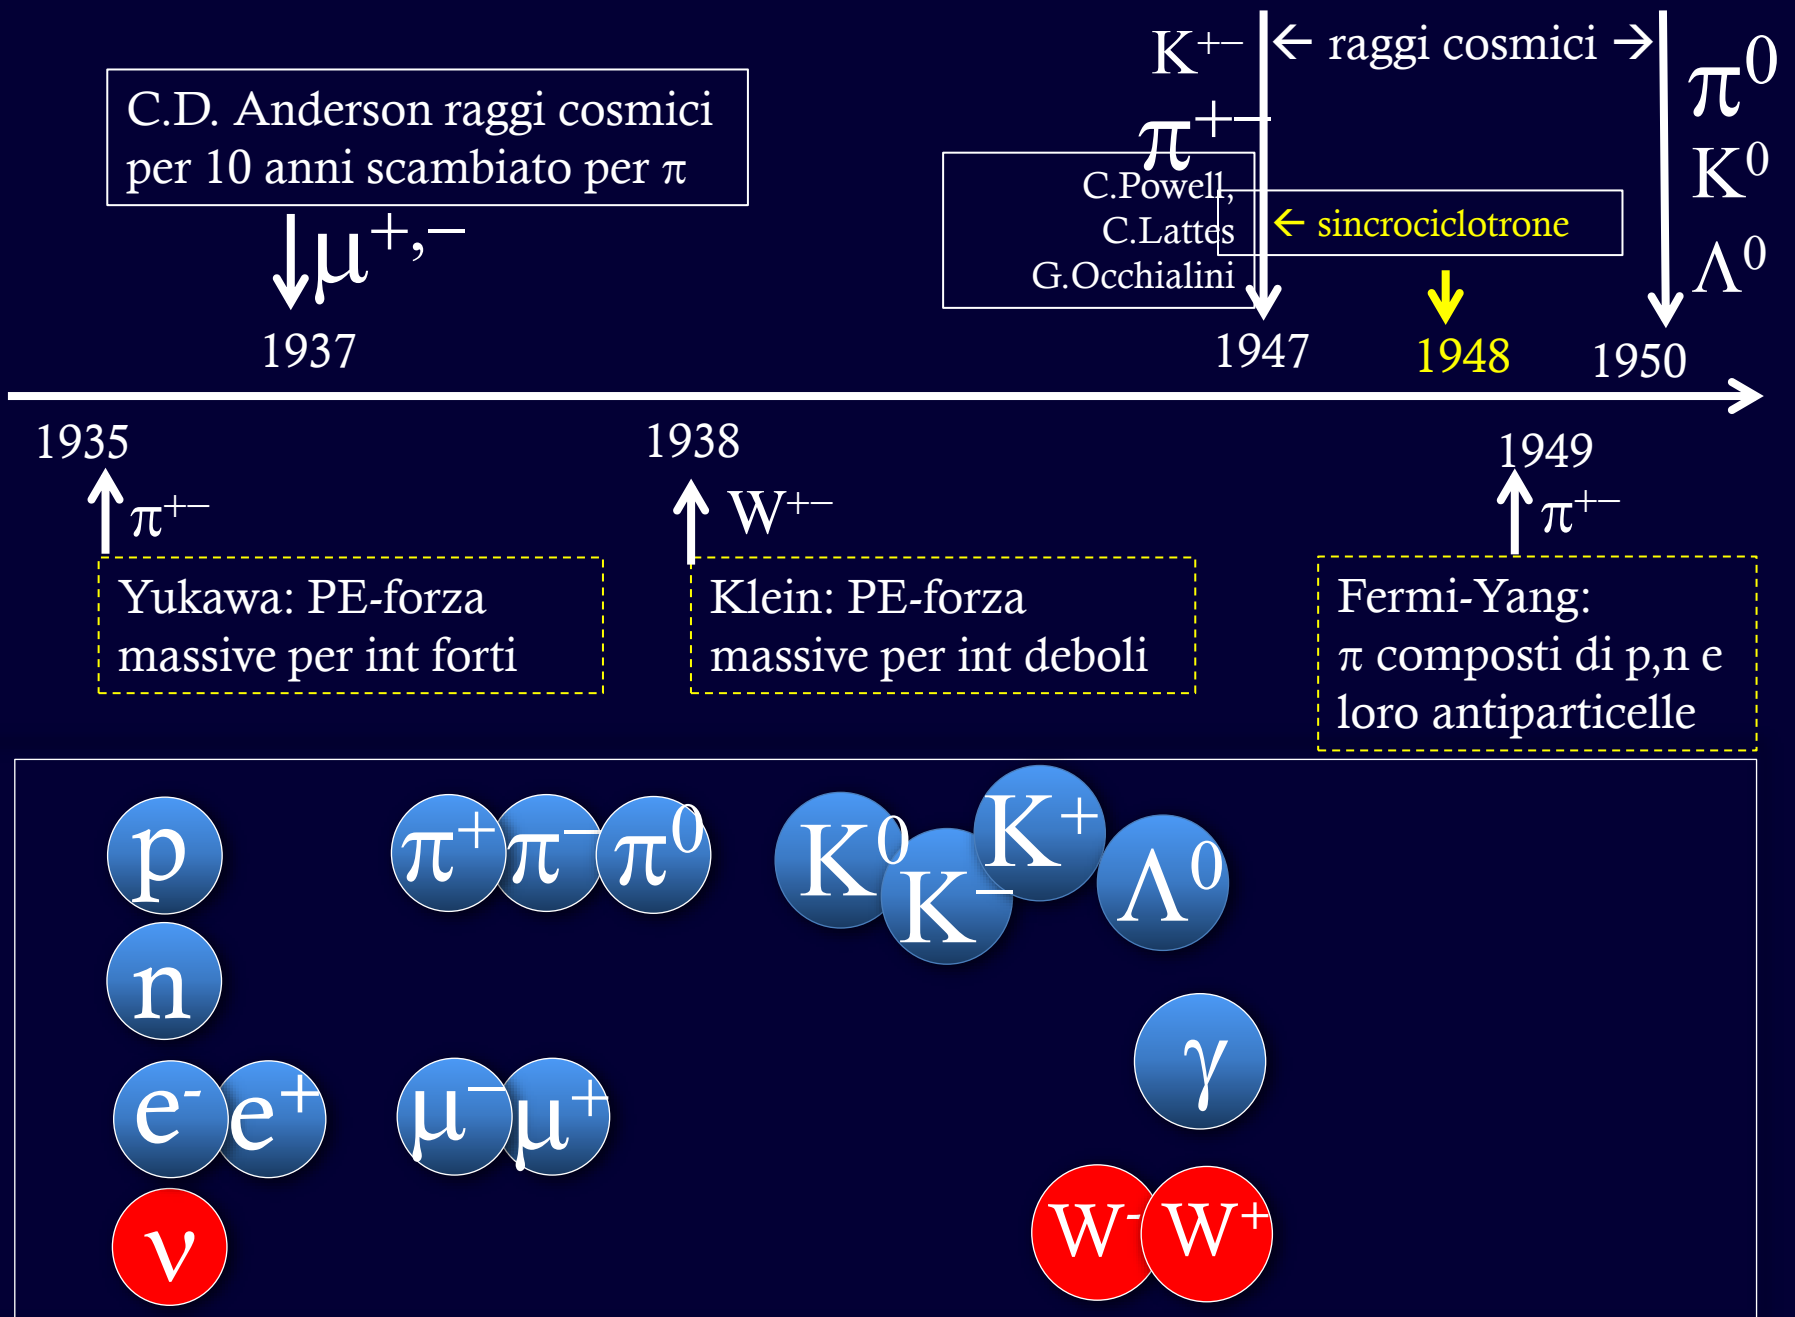 K⁺⁻ ← raggi cosmici →
π⁺⁻
π⁰
K⁰
Λ⁰
C.D. Anderson raggi cosmici
per 10 anni scambiato per π
μ⁺,⁻
C.Powell,
C.Lattes
G.Occhialini
← sincrociclotrone
1937
1947
1948
1950
1935
1938
1949
π⁺⁻
W⁺⁻
π⁺⁻
Yukawa: PE-forza
massive per int forti
Klein: PE-forza
massive per int deboli
Fermi-Yang:
π composti di p,n e
loro antiparticelle
p
π⁺ π⁻ π⁰
K⁰ K⁻ K⁺ Λ⁰
n
γ
e⁻ e⁺
μ⁻ μ⁺
ν
W⁻ W⁺